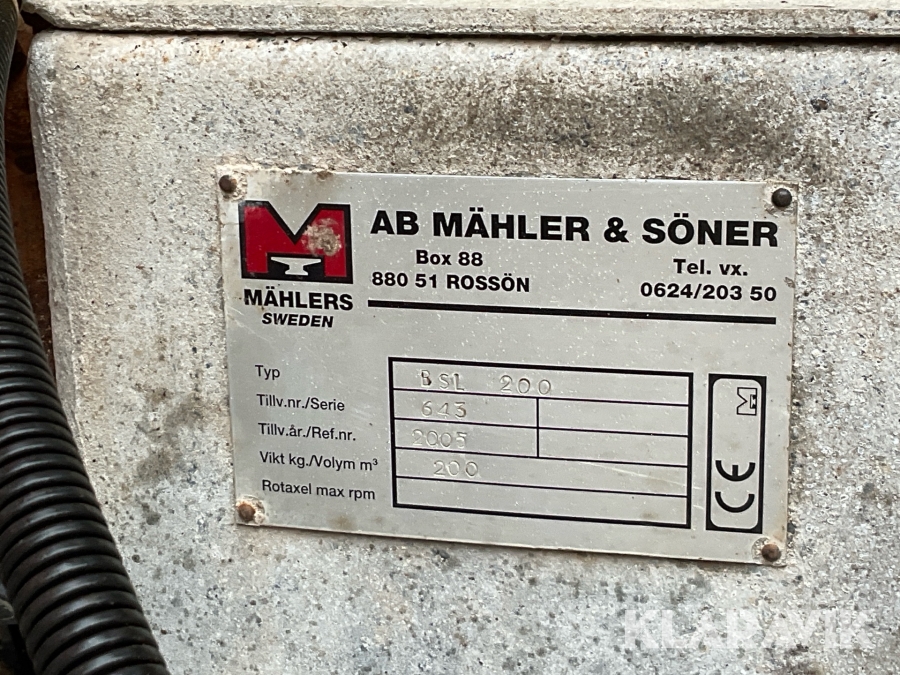 AB MÄHLER & SÖNER
Box 88
880 51 ROSSÖN
Tel. vx.
0624/203 50
MÄHLERS
SWEDEN
Typ BSL 200
Tillv.nr./Serie 643
Tillv.år./Ref.nr. 2005
Vikt kg./Volym m³ 200
Rotaxel max rpm
CE
M
KLARAVIK